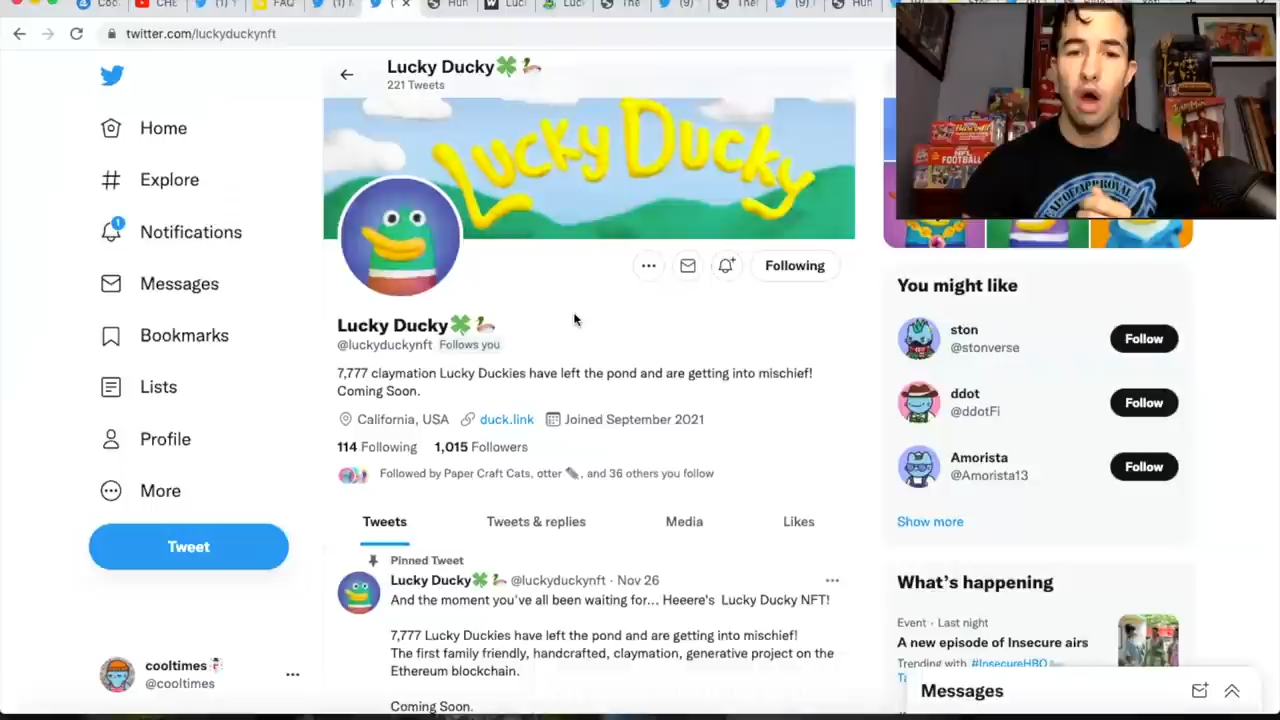 twitter.com/luckyduckynft
Lucky Ducky🍀 🦆
221 Tweets
Lucky Ducky
Home
Explore
1
Notifications
Messages
Bookmarks
Lists
Profile
More
Tweet
cooltimes
@cooltimes
Following
Lucky Ducky🍀 🦆
@luckyduckynft Follows you
7,777 claymation Lucky Duckies have left the pond and are getting into mischief!
Coming Soon.
California, USA duck.link Joined September 2021
114 Following 1,015 Followers
Followed by Paper Craft Cats, otter, and 36 others you follow
Tweets Tweets & replies Media Likes
Pinned Tweet
Lucky Ducky🍀 🦆 @luckyduckynft · Nov 26
And the moment you've all been waiting for... Heeere's Lucky Ducky NFT!
7,777 Lucky Duckies have left the pond and are getting into mischief!
The first family friendly, handcrafted, claymation, generative project on the
Ethereum blockchain.
Coming Soon.
NFL
FOOTBALL
OF APPROVAL
You might like
ston
@stonverse
Follow
ddot
@ddotFi
Follow
Amorista
@Amorista13
Follow
Show more
What's happening
Event · Last night
A new episode of Insecure airs
Trending with #InsecureHBO
Messages